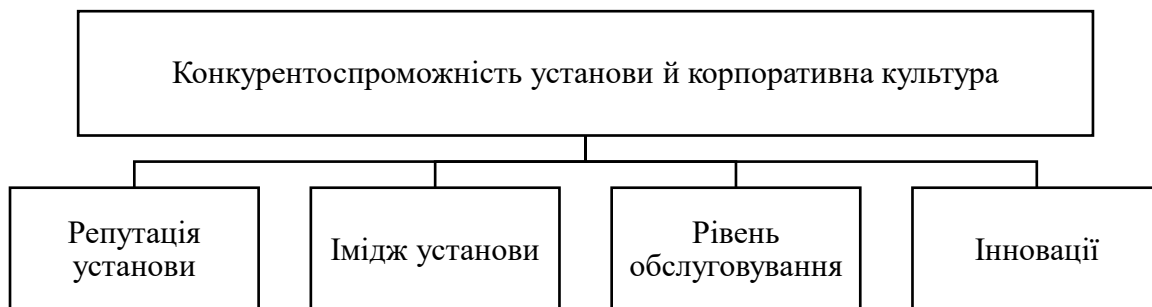 Конкурентоспроможність установи й корпоративна культура
Репутація
установи
Імідж установи
Рівень
обслуговування
Інновації